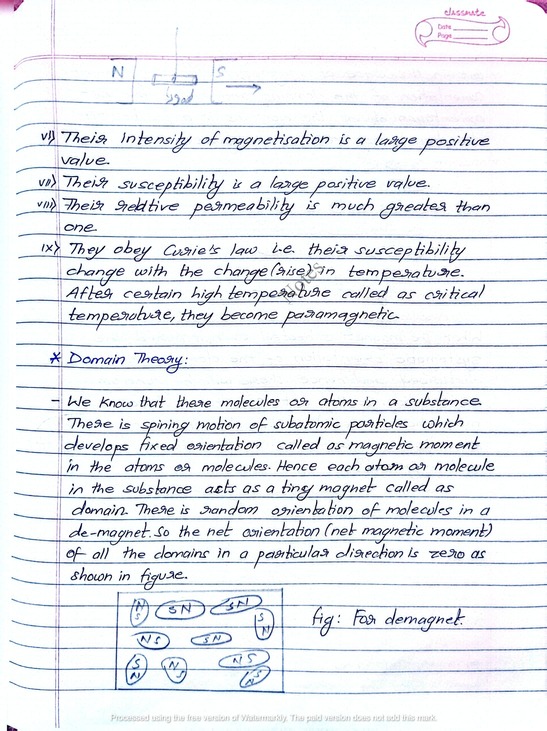 classmate
Date
Page
N S
rod
vi) Their Intensity of magnetisation is a large positive
value.
vii) Their susceptibility is a large positive value.
viii) Their relative permeability is much greater than
one.
ix) They obey Curie's law i.e. their susceptibility
change with the change (rise) in temperature.
After certain high temperature called as critical
temperature, they become paramagnetic
Notes
* Domain Theory:
- We know that there molecules or atoms in a substance.
There is spining motion of subatomic particles which
develops fixed orientation called as magnetic moment
in the atoms or molecules. Hence each atom or molecule
in the substance acts as a tiny magnet called as
domain. There is random orientation of molecules in a
de-magnet. So the net orientation (net magnetic moment)
of all the domains in a particular direction is zero as
shown in figure.
N S S N S N S N
fig: For demagnet.
N S S N
S N N S N S N S
Processed using the free version of Watermarkly. The paid version does not add this mark.